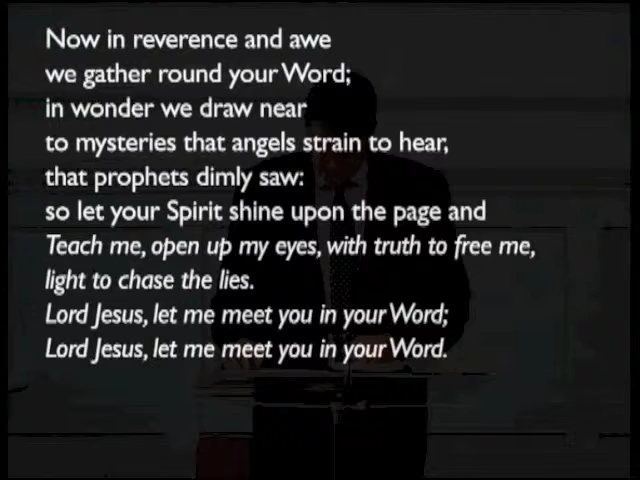 Now in reverence and awe
we gather round your Word;
in wonder we draw near
to mysteries that angels strain to hear,
that prophets dimly saw:
so let your Spirit shine upon the page and
Teach me, open up my eyes, with truth to free me,
light to chase the lies.
Lord Jesus, let me meet you in your Word;
Lord Jesus, let me meet you in your Word.